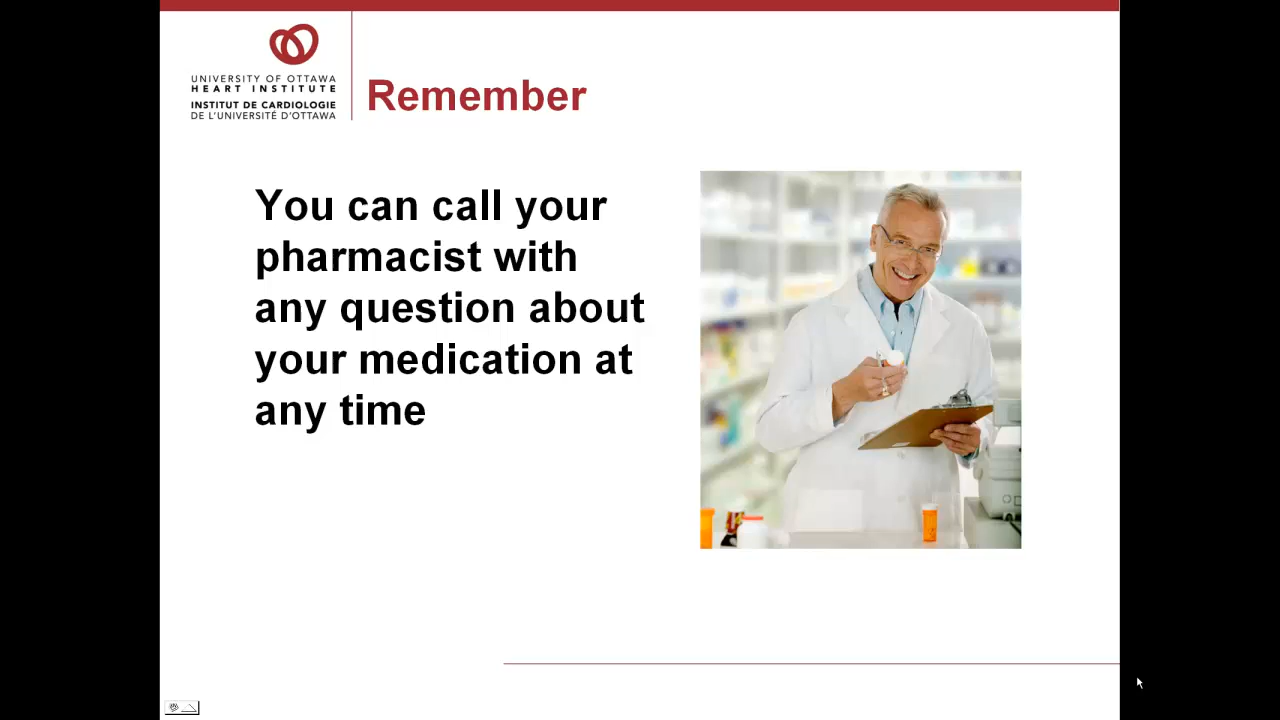 UNIVERSITY OF OTTAWA
HEART INSTITUTE
INSTITUT DE CARDIOLOGIE
DE L'UNIVERSITÉ D'OTTAWA
Remember
You can call your
pharmacist with
any question about
your medication at
any time